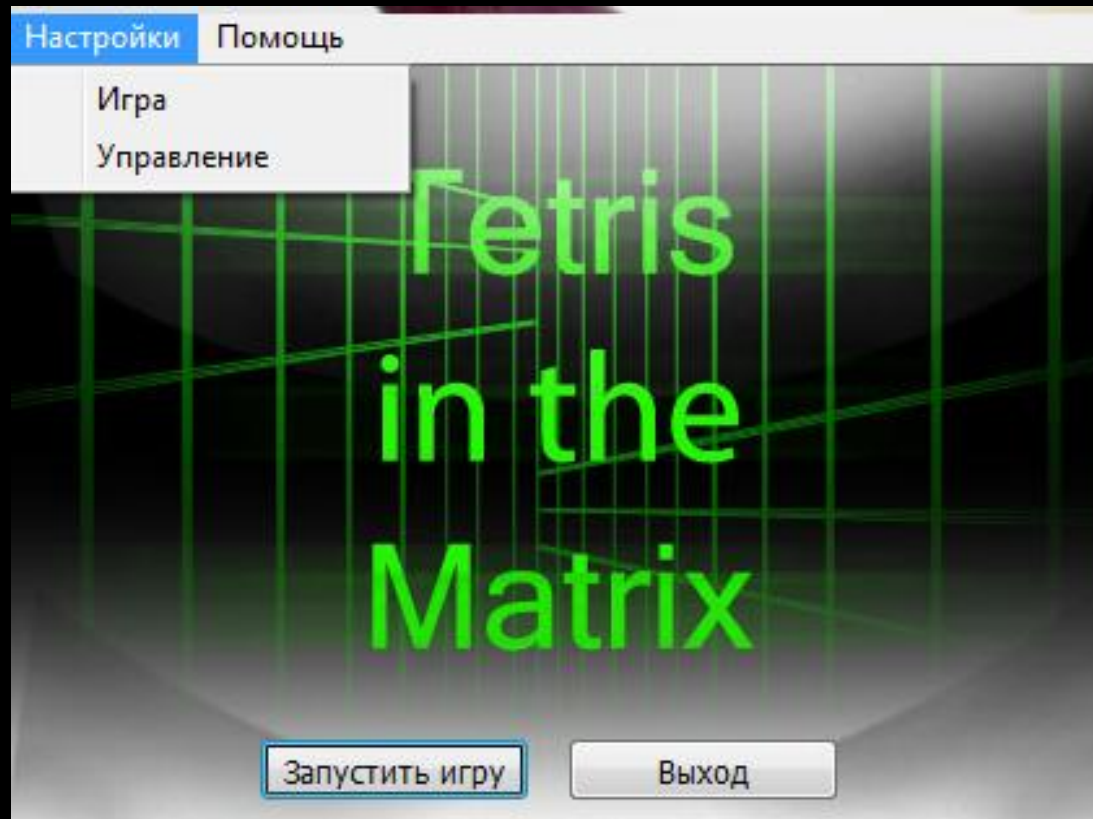 Настройки Помощь
Игра
Управление
Tetris
in the
Matrix
Запустить игру Выход